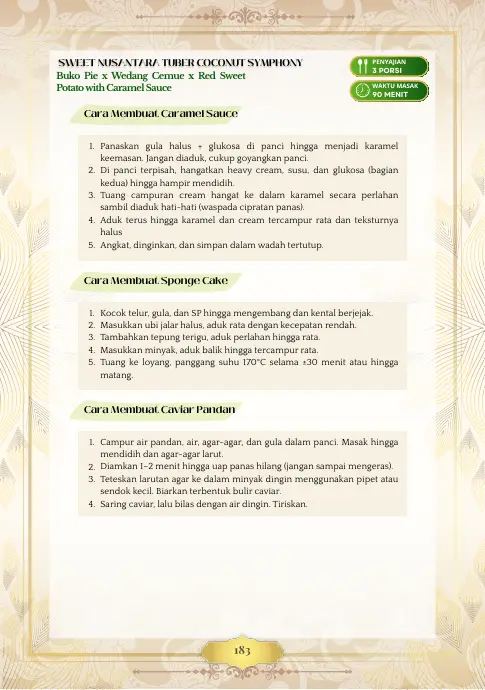 SWEET NUSANTARA TUBER COCONUT SYMPHONY
Buko Pie x Wedang Cemue x Red Sweet
Potato with Caramel Sauce
PENYAJIAN
3 PORSI
WAKTU MASAK
90 MENIT
Cara Membuat Caramel Sauce
1. Panaskan gula halus + glukosa di panci hingga menjadi karamel
keemasan. Jangan diaduk, cukup goyangkan panci.
2. Di panci terpisah, hangatkan heavy cream, susu, dan glukosa (bagian
kedua) hingga hampir mendidih.
3. Tuang campuran cream hangat ke dalam karamel secara perlahan
sambil diaduk hati-hati (waspada cipratan panas).
4. Aduk terus hingga karamel dan cream tercampur rata dan teksturnya
halus
5. Angkat, dinginkan, dan simpan dalam wadah tertutup.
Cara Membuat Sponge Cake
1. Kocok telur, gula, dan SP hingga mengembang dan kental berjejak.
2. Masukkan ubi jalar halus, aduk rata dengan kecepatan rendah.
3. Tambahkan tepung terigu, aduk perlahan hingga rata.
4. Masukkan minyak, aduk balik hingga tercampur rata.
5. Tuang ke loyang, panggang suhu 170°C selama ±30 menit atau hingga
matang.
Cara Membuat Caviar Pandan
1. Campur air pandan, air, agar-agar, dan gula dalam panci. Masak hingga
mendidih dan agar-agar larut.
2. Diamkan 1–2 menit hingga uap panas hilang (jangan sampai mengeras).
3. Teteskan larutan agar ke dalam minyak dingin menggunakan pipet atau
sendok kecil. Biarkan terbentuk bulir caviar.
4. Saring caviar, lalu bilas dengan air dingin. Tiriskan.
183